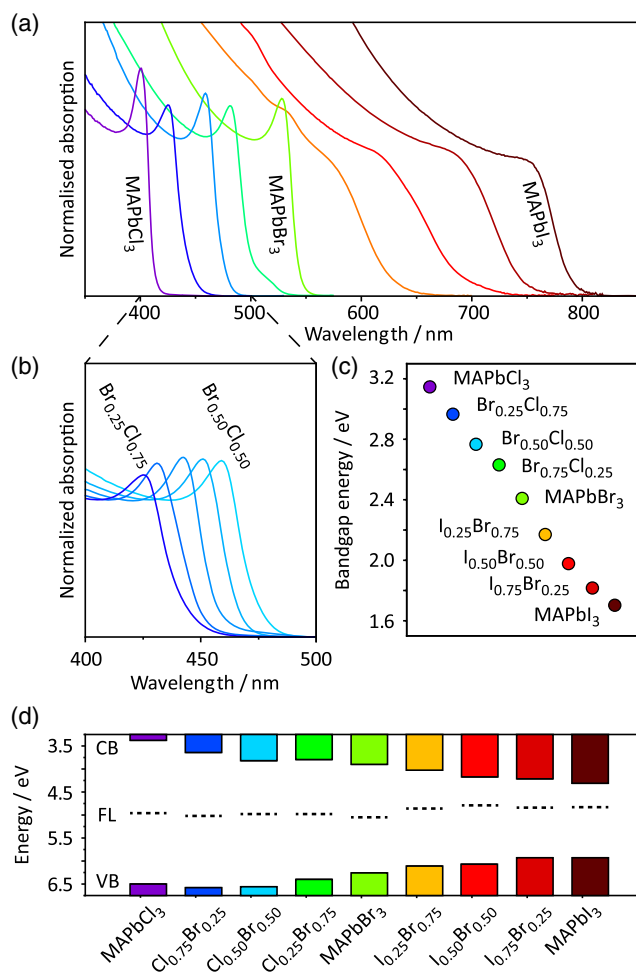 (a)
Normalised absorption
MAPbCl3
MAPbBr3
MAPbI3
400 500 600 700 800
Wavelength / nm
(b)
Normalized absorption
Br0.25Cl0.75
Br0.50Cl0.50
400 450 500
Wavelength / nm
(c)
Bandgap energy / eV
3.2
2.8
2.4
2.0
1.6
MAPbCl3
Br0.25Cl0.75
Br0.50Cl0.50
Br0.75Cl0.25
MAPbBr3
I0.25Br0.75
I0.50Br0.50
I0.75Br0.25
MAPbI3
(d)
Energy / eV
3.5
4.5
5.5
6.5
CB
FL
VB
MAPbCl3
Cl0.75Br0.25
Cl0.50Br0.50
Cl0.25Br0.75
MAPbBr3
I0.25Br0.75
I0.50Br0.50
I0.75Br0.25
MAPbI3